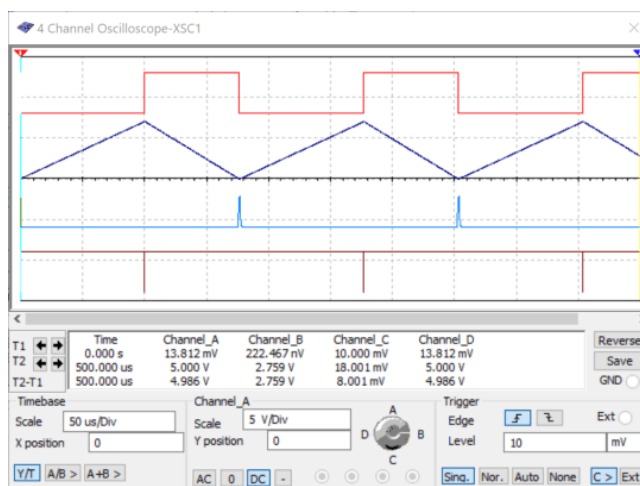 4 Channel Oscilloscope-XSC1
1
Time Channel_A Channel_B Channel_C Channel_D
T1 0.000 s 13.812 mV 222.467 nV 10.000 mV 13.812 mV
T2 500.000 us 5.000 V 2.759 V 18.001 mV 5.000 V
T2-T1 500.000 us 4.986 V 2.759 V 8.001 mV 4.986 V
Reverse
Save
GND
Timebase
Scale 50 us/Div
X position 0
Y/T A/B > A+B >
Channel_A
Scale 5 V/Div
Y position 0
AC 0 DC -
A
D B
C
Trigger
Edge Ext
Level 10 mV
Sing. Nor. Auto None C > Ext